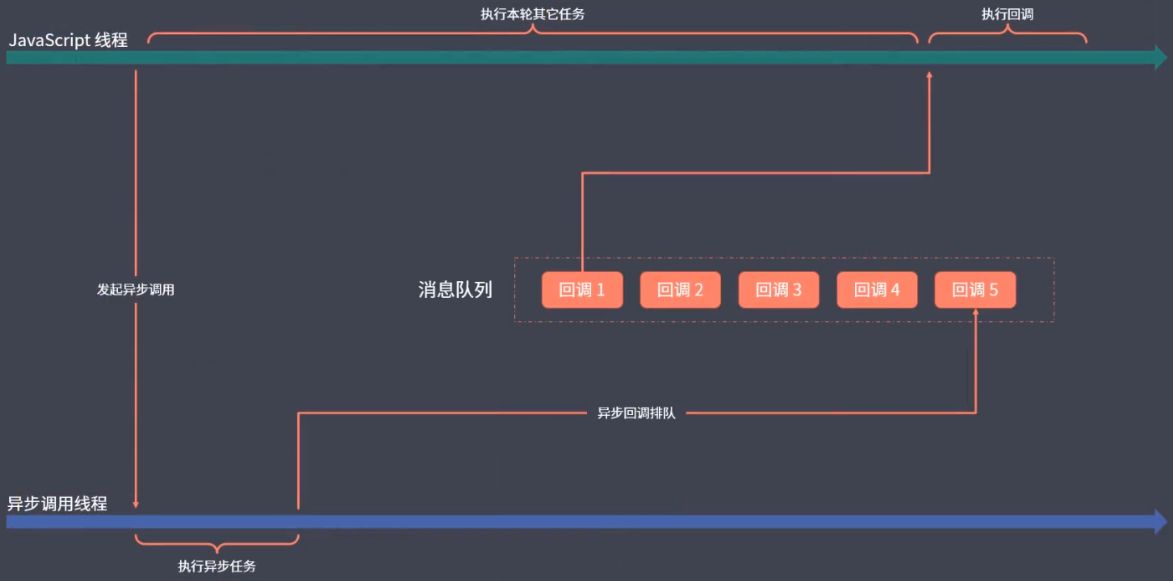 执行本轮其它任务
执行回调
JavaScript 线程
发起异步调用
消息队列
回调 1
回调 2
回调 3
回调 4
回调 5
异步回调排队
异步调用线程
执行异步任务